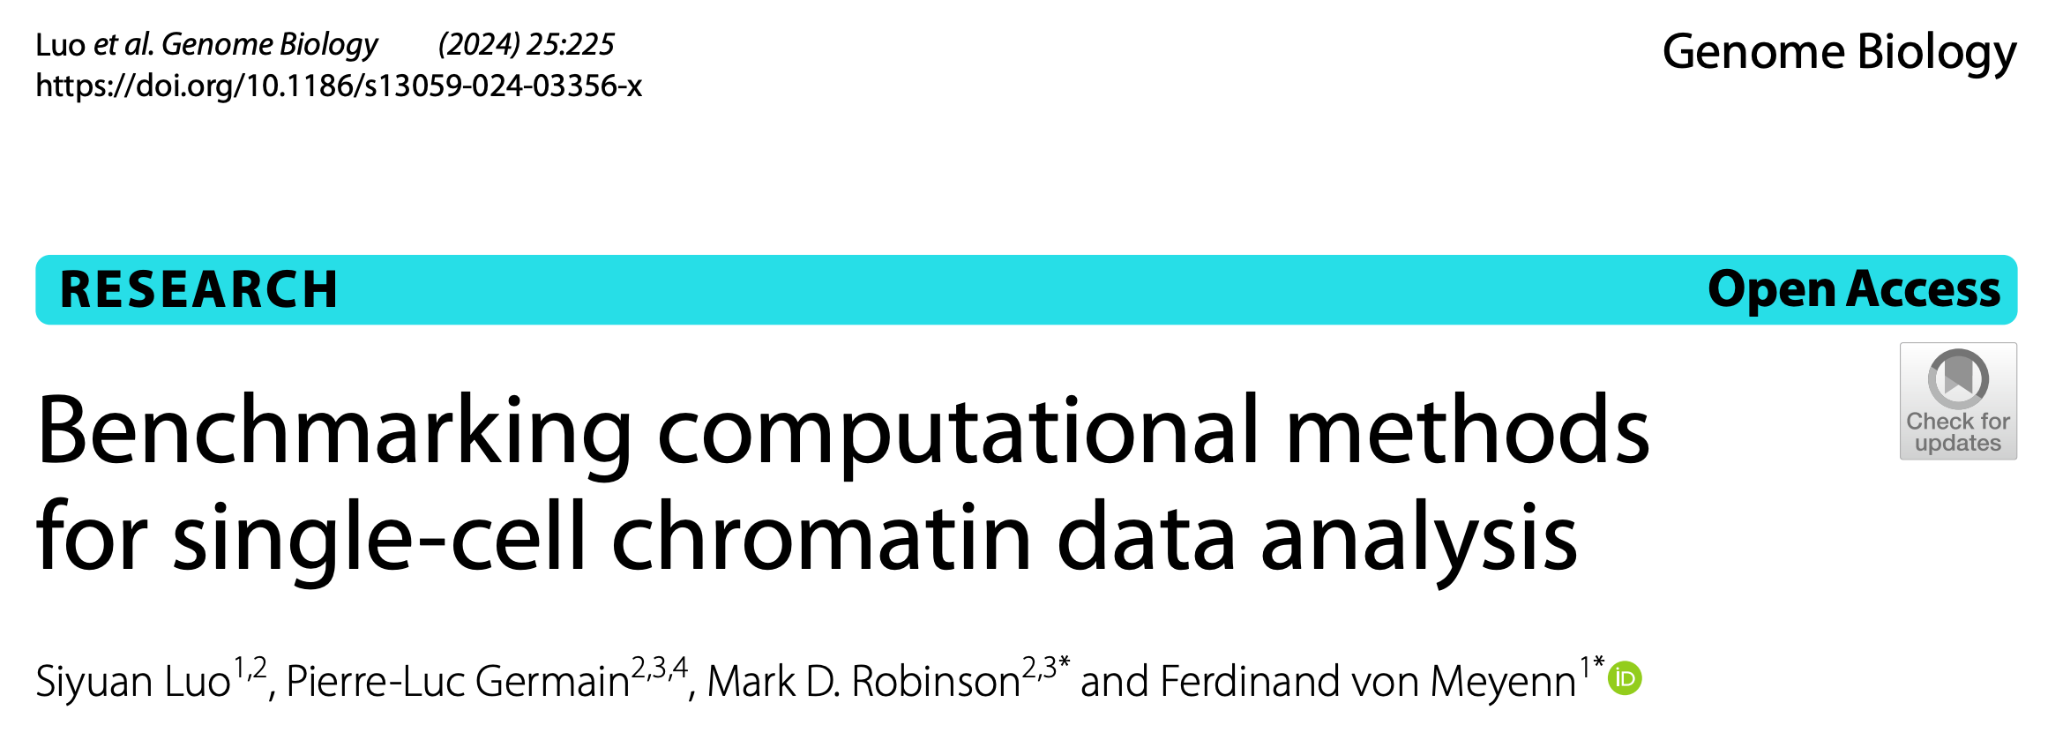 Luo et al. Genome Biology (2024) 25:225
https://doi.org/10.1186/s13059-024-03356-x
Genome Biology
RESEARCH
Open Access
Check for
updates
Benchmarking computational methods
for single-cell chromatin data analysis
Siyuan Luo1,2, Pierre-Luc Germain2,3,4, Mark D. Robinson2,3* and Ferdinand von Meyenn1* iD